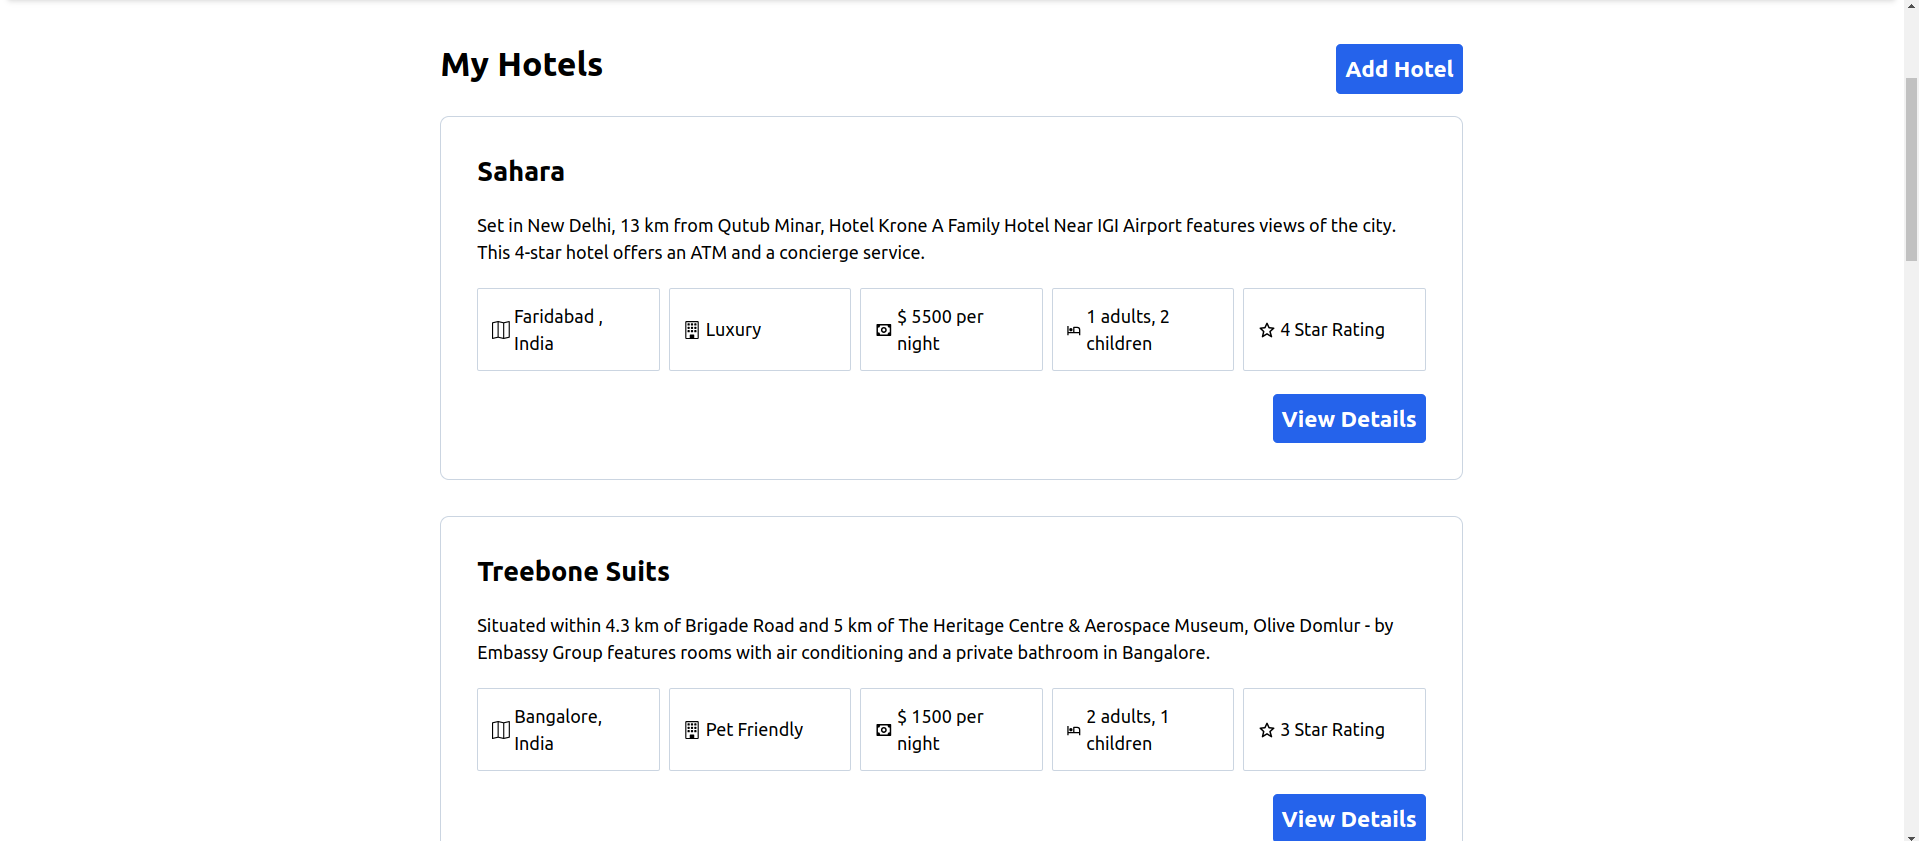 My Hotels
Add Hotel
Sahara
Set in New Delhi, 13 km from Qutub Minar, Hotel Krone A Family Hotel Near IGI Airport features views of the city.
This 4-star hotel offers an ATM and a concierge service.
Faridabad ,
India
Luxury
$ 5500 per
night
1 adults, 2
children
4 Star Rating
View Details
Treebone Suits
Situated within 4.3 km of Brigade Road and 5 km of The Heritage Centre & Aerospace Museum, Olive Domlur - by
Embassy Group features rooms with air conditioning and a private bathroom in Bangalore.
Bangalore,
India
Pet Friendly
$ 1500 per
night
2 adults, 1
children
3 Star Rating
View Details